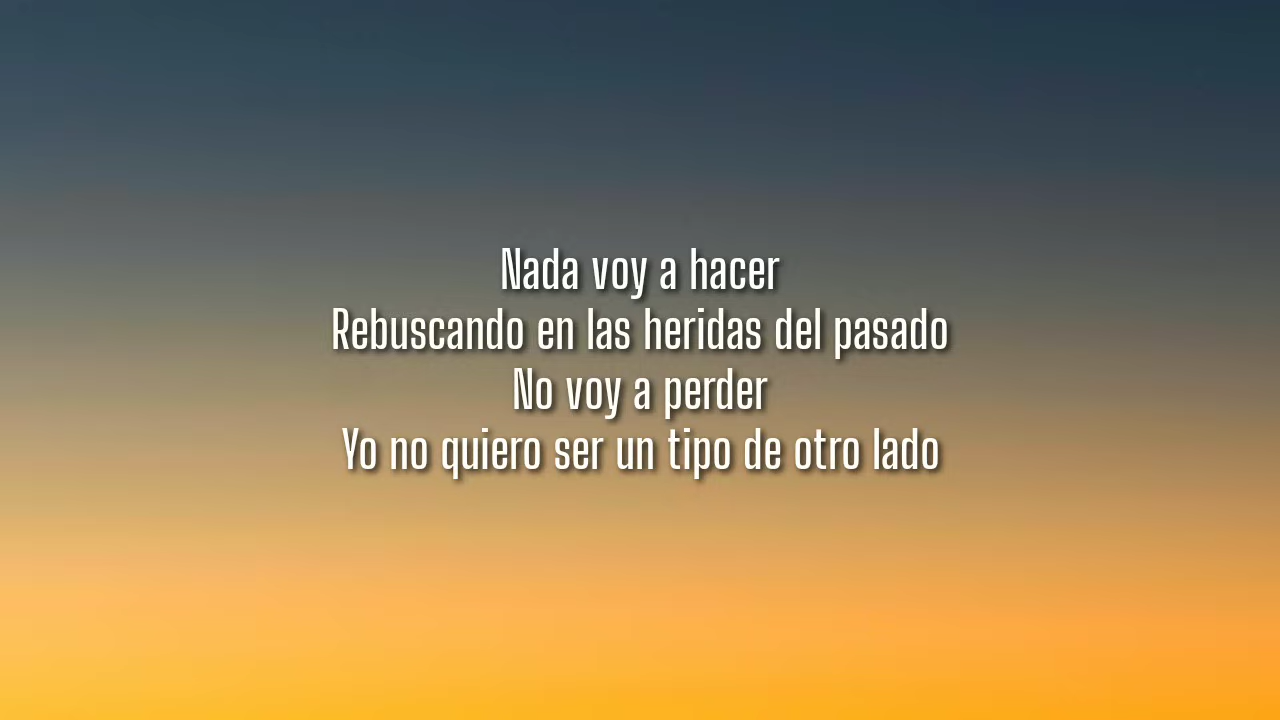 Nada voy a hacer
Rebuscando en las heridas del pasado
No voy a perder
Yo no quiero ser un tipo de otro lado